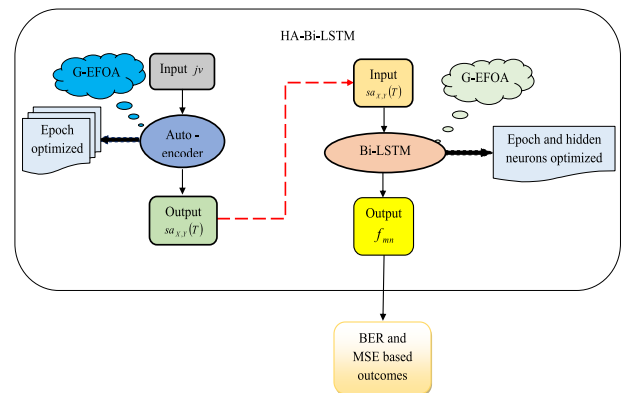 HA-Bi-LSTM
G-EFOA
Input jv
Epoch
optimized
Auto -
encoder
Output
sa_{X,Y}(T)
Input
sa_{X,Y}(T)
G-EFOA
Bi-LSTM
Epoch and hidden
neurons optimized
Output
f_{mn}
BER and
MSE based
outcomes